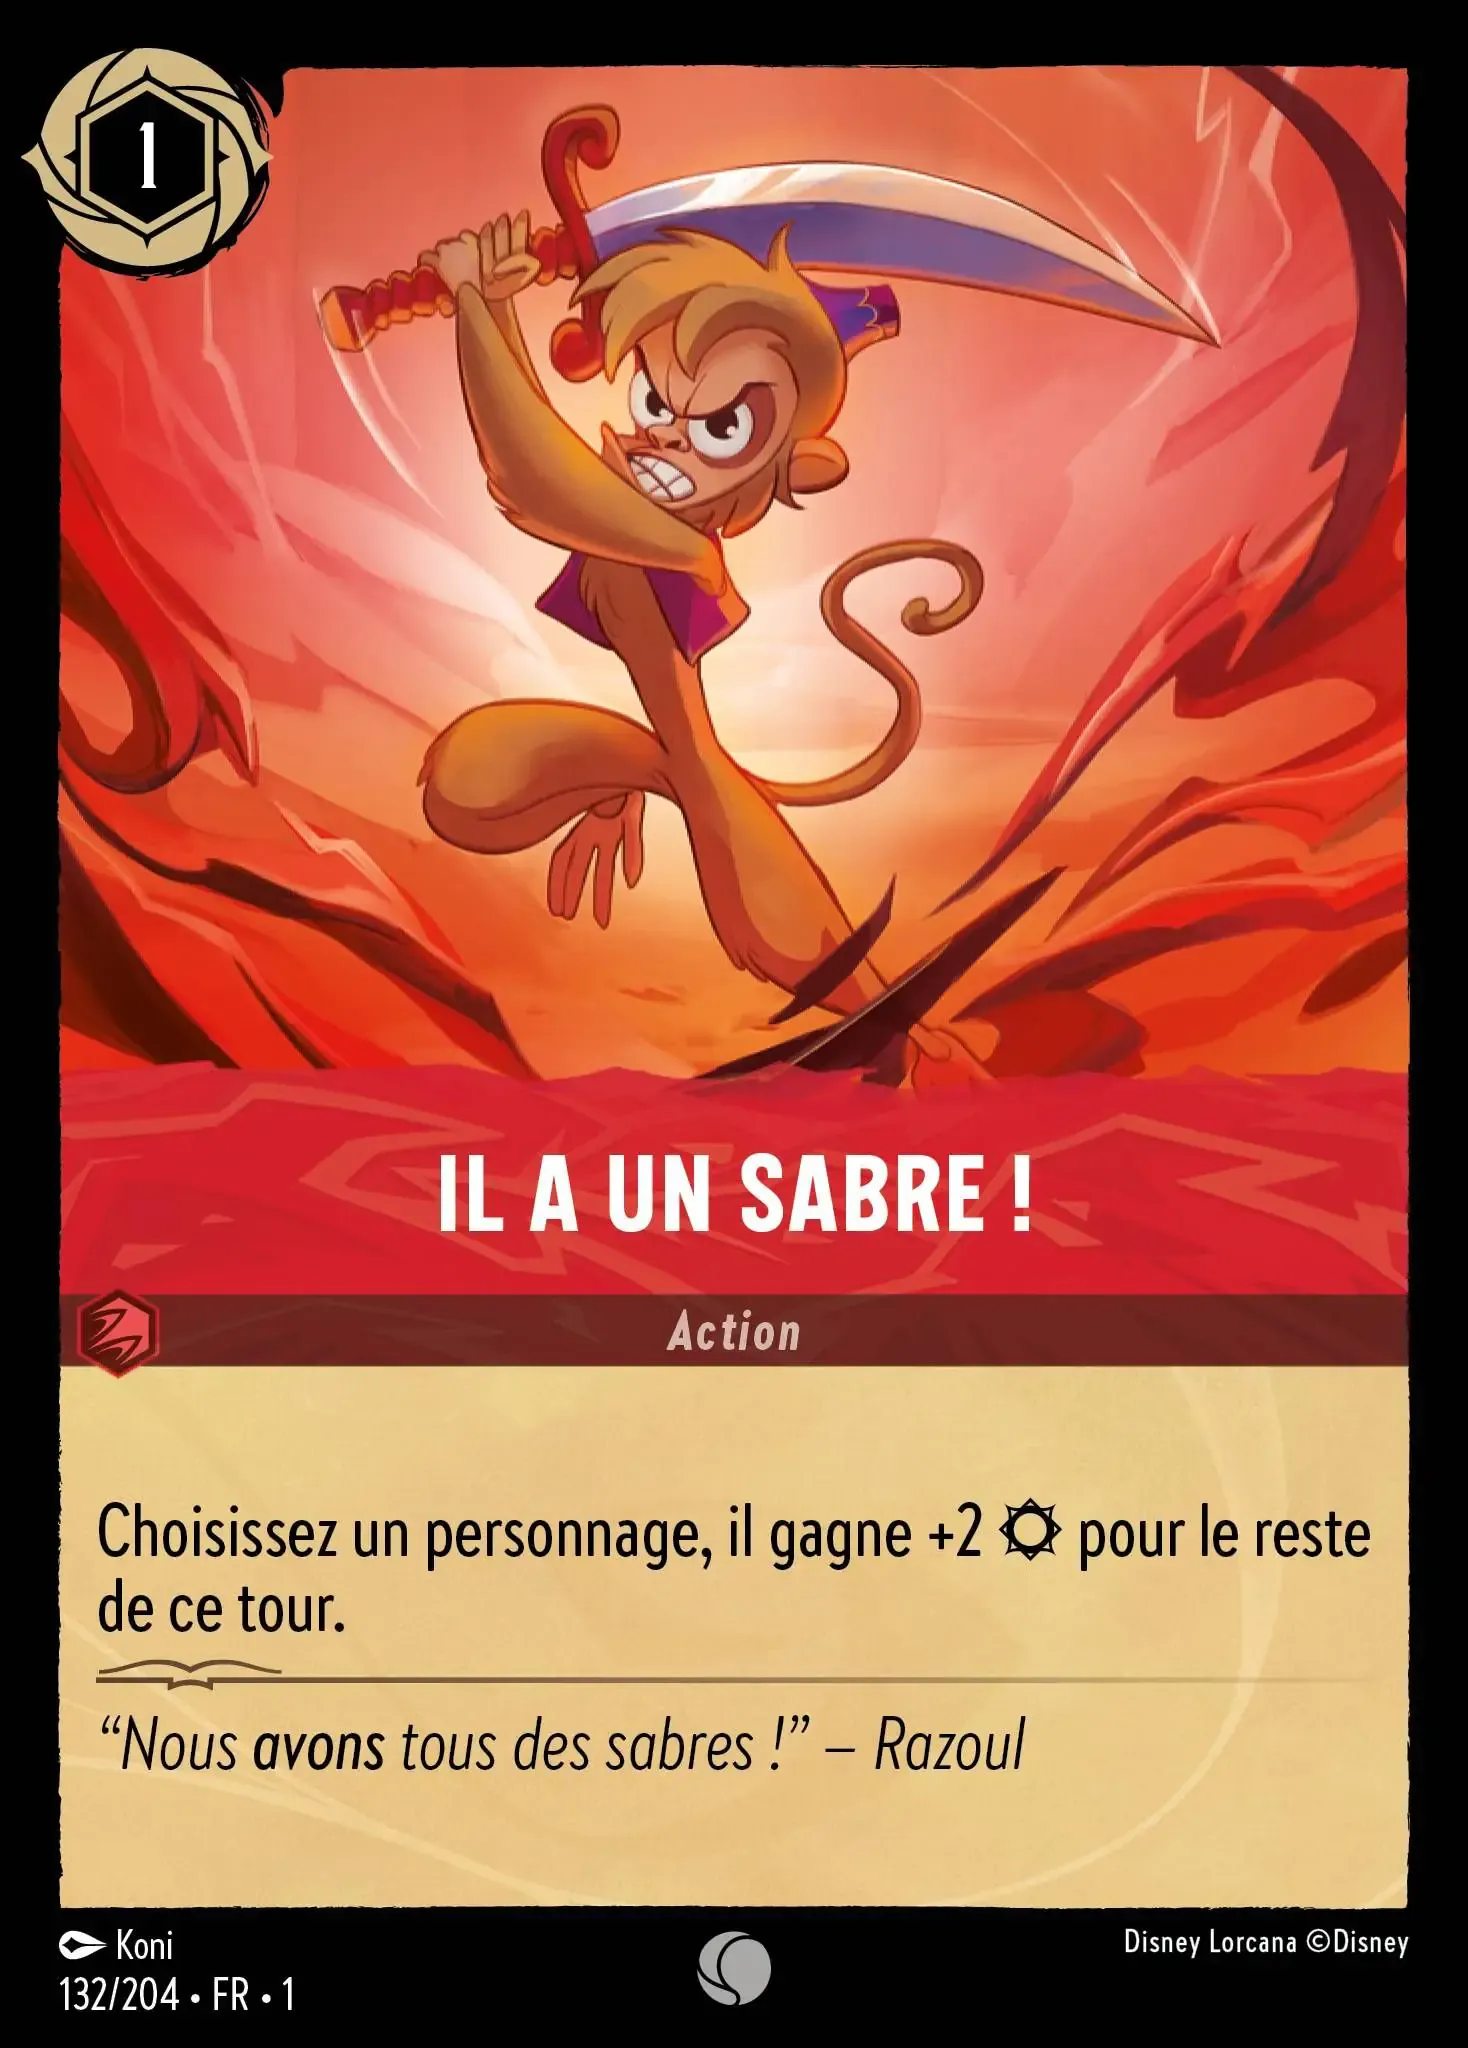 1
IL A UN SABRE !
Action
Choisissez un personnage, il gagne +2 pour le reste
de ce tour.
“Nous avons tous des sabres !” – Razoul
Koni
Disney Lorcana ©Disney
132/204 • FR • 1